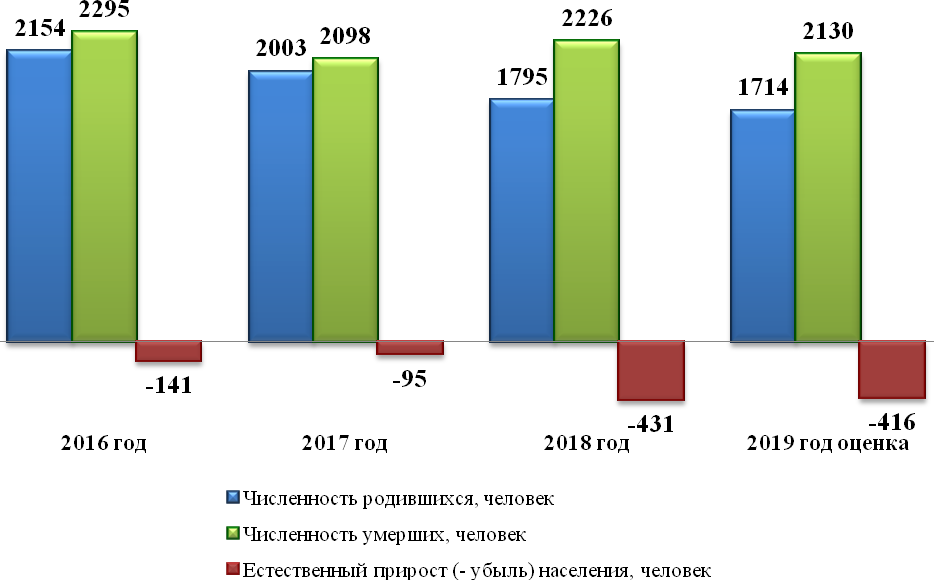 2154 2295 2003 2098 1795 2226 1714 2130
-141 -95 -431 -416
2016 год 2017 год 2018 год 2019 год оценка
Численность родившихся, человек
Численность умерших, человек
Естественный прирост (- убыль) населения, человек